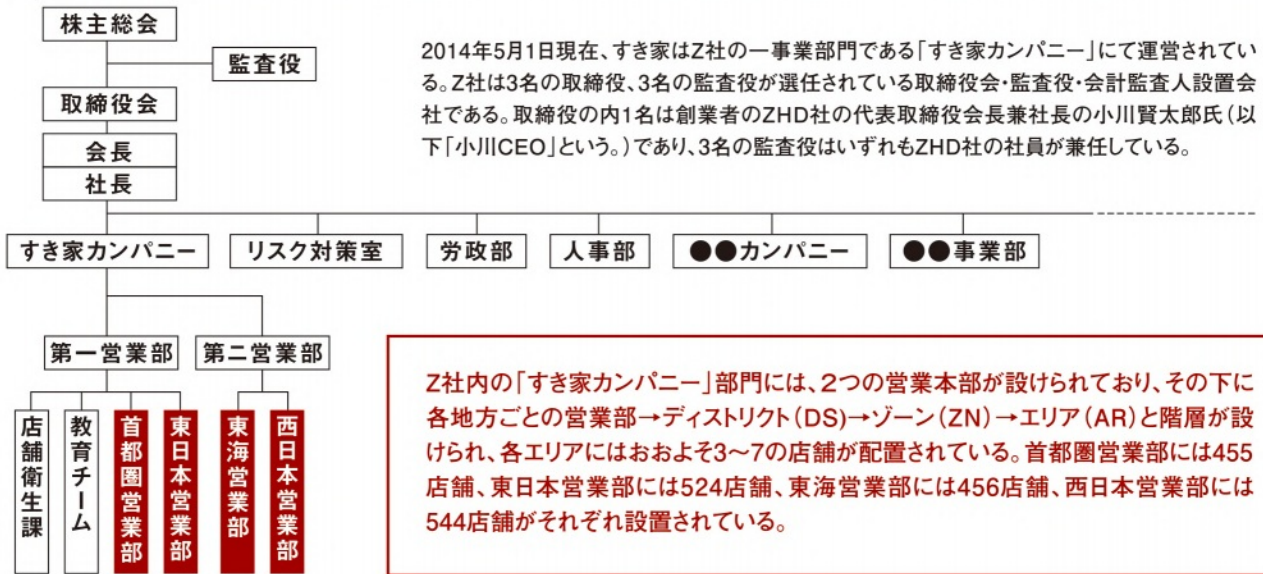 株主総会
監査役
取締役会
会長
社長
2014年5月1日現在、すき家はZ社の一事業部門である「すき家カンパニー」にて運営されてい
る。Z社は3名の取締役、3名の監査役が選任されている取締役会・監査役・会計監査人設置会
社である。取締役の内1名は創業者のZHD社の代表取締役会長兼社長の小川賢太郎氏(以
下「小川CEO」という。)であり、3名の監査役はいずれもZHD社の社員が兼任している。
すき家カンパニー
リスク対策室
労政部
人事部
●●カンパニー
●●事業部
第一営業部
第二営業部
店舗衛生課
教育チーム
首都圏営業部
東日本営業部
東海営業部
西日本営業部
Z社内の「すき家カンパニー」部門には、2つの営業本部が設けられており、その下に
各地方ごとの営業部→ディストリクト(DS)→ゾーン(ZN)→エリア(AR)と階層が設
けられ、各エリアにはおおよそ3〜7の店舗が配置されている。首都圏営業部には455
店舗、東日本営業部には524店舗、東海営業部には456店舗、西日本営業部には
544店舗がそれぞれ設置されている。